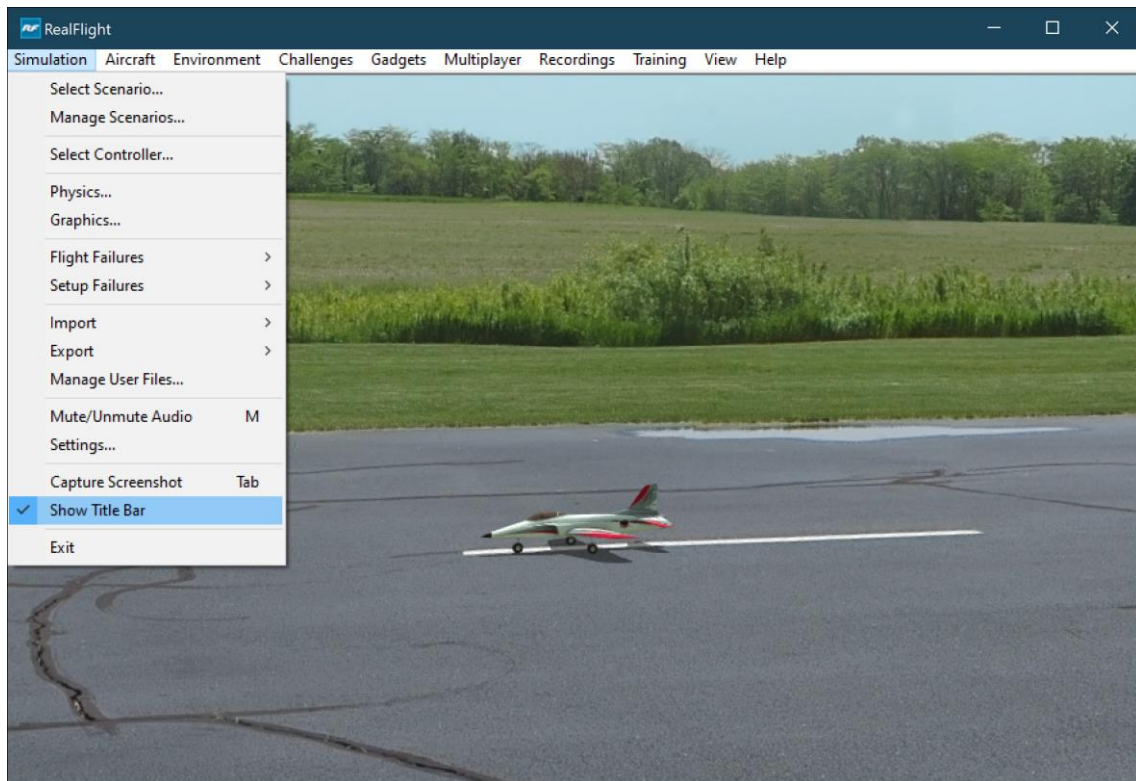 RealFlight
Simulation Aircraft Environment Challenges Gadgets Multiplayer Recordings Training View Help
Select Scenario...
Manage Scenarios...
Select Controller...
Physics...
Graphics...
Flight Failures
Setup Failures
Import
Export
Manage User Files...
Mute/Unmute Audio M
Settings...
Capture Screenshot Tab
Show Title Bar
Exit